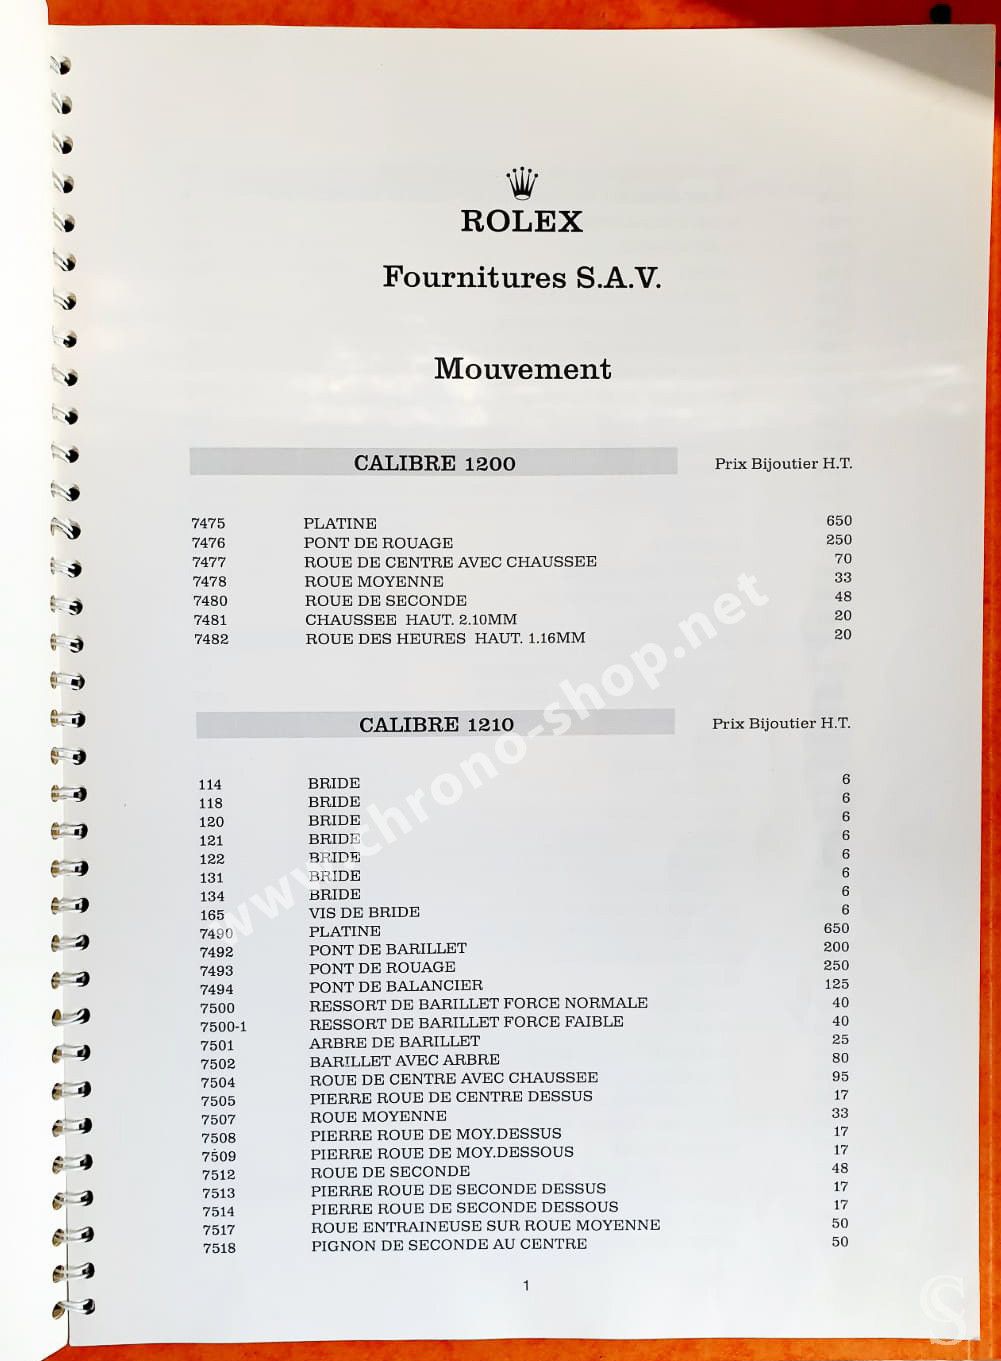 ROLEX
Fournitures S.A.V.
Mouvement
CALIBRE 1200 Prix Bijoutier H.T.
7475 PLATINE 650
7476 PONT DE ROUAGE 250
7477 ROUE DE CENTRE AVEC CHAUSSEE 70
7478 ROUE MOYENNE 33
7480 ROUE DE SECONDE 48
7481 CHAUSSEE HAUT. 2.10MM 20
7482 ROUE DES HEURES HAUT. 1.16MM 20
CALIBRE 1210 Prix Bijoutier H.T.
114 BRIDE 6
118 BRIDE 6
120 BRIDE 6
121 BRIDE 6
122 BRIDE 6
131 BRIDE 6
134 BRIDE 6
165 VIS DE BRIDE 6
7490 PLATINE 650
7492 PONT DE BARILLET 200
7493 PONT DE ROUAGE 250
7494 PONT DE BALANCIER 125
7500 RESSORT DE BARILLET FORCE NORMALE 40
7500-1 RESSORT DE BARILLET FORCE FAIBLE 40
7501 ARBRE DE BARILLET 25
7502 BARILLET AVEC ARBRE 80
7504 ROUE DE CENTRE AVEC CHAUSSEE 95
7505 PIERRE ROUE DE CENTRE DESSUS 17
7507 ROUE MOYENNE 33
7508 PIERRE ROUE DE MOY.DESSUS 17
7509 PIERRE ROUE DE MOY.DESSOUS 17
7512 ROUE DE SECONDE 48
7513 PIERRE ROUE DE SECONDE DESSUS 17
7514 PIERRE ROUE DE SECONDE DESSOUS 17
7517 ROUE ENTRAINEUSE SUR ROUE MOYENNE 50
7518 PIGNON DE SECONDE AU CENTRE 50
1
www.chrono-shop.net